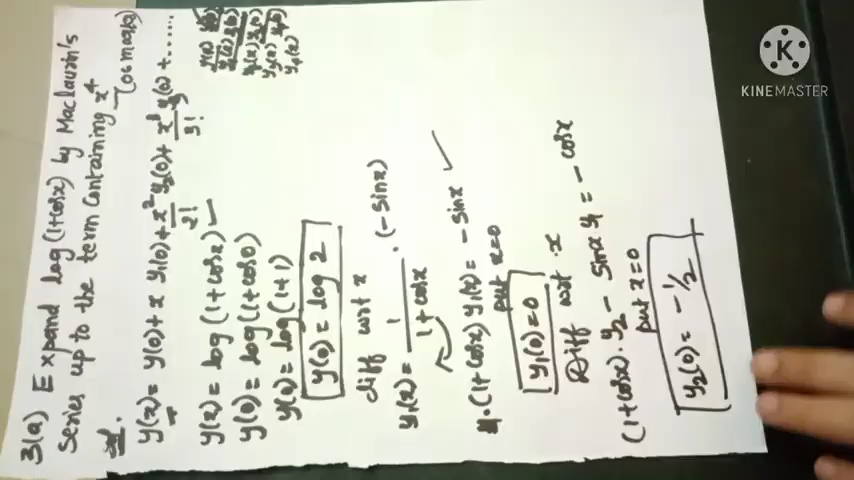 3(a) Expand log(1+cosx) by Maclaurin's
series up to the term containing x⁴
(06 marks)
Sol.
y(x) = y(0) + x y₁(0) + x²/2! y₂(0) + x³/3! y₃(0) + ......
y(x) = log(1+cosx) ✓
y(0) = log(1+cos0)
y(0) = log(1+1)
y(0) = log 2
diff wrt x
y₁(x) = 1/(1+cosx) · (-sinx)
(1+cosx) y₁(x) = -sinx ✓
put x=0
y₁(0) = 0
Diff wrt x
(1+cosx)·y₂ - sinx y₁ = -cosx
put x=0
y₂(0) = -1/2
KINEMASTER